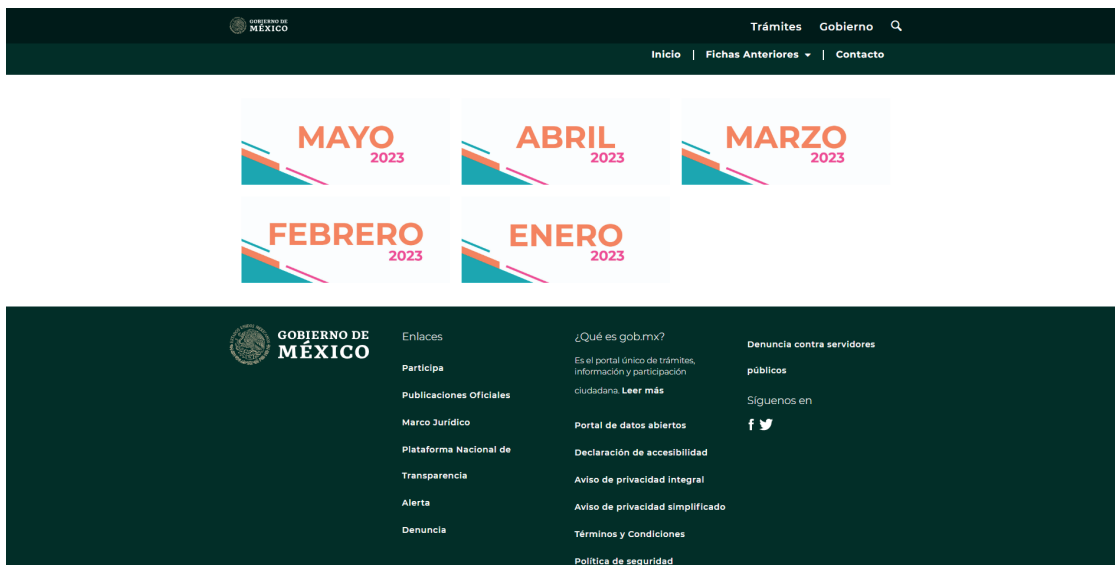 GOBIERNO DE
MÉXICO
Trámites Gobierno
Inicio | Fichas Anteriores | Contacto
MAYO
2023
ABRIL
2023
MARZO
2023
FEBRERO
2023
ENERO
2023
GOBIERNO DE
MÉXICO
Enlaces
Participa
Publicaciones Oficiales
Marco Jurídico
Plataforma Nacional de
Transparencia
Alerta
Denuncia
¿Qué es gob.mx?
Es el portal único de trámites,
información y participación
ciudadana. Leer más
Portal de datos abiertos
Declaración de accesibilidad
Aviso de privacidad integral
Aviso de privacidad simplificado
Términos y Condiciones
Política de seguridad
Denuncia contra servidores
públicos
Síguenos en